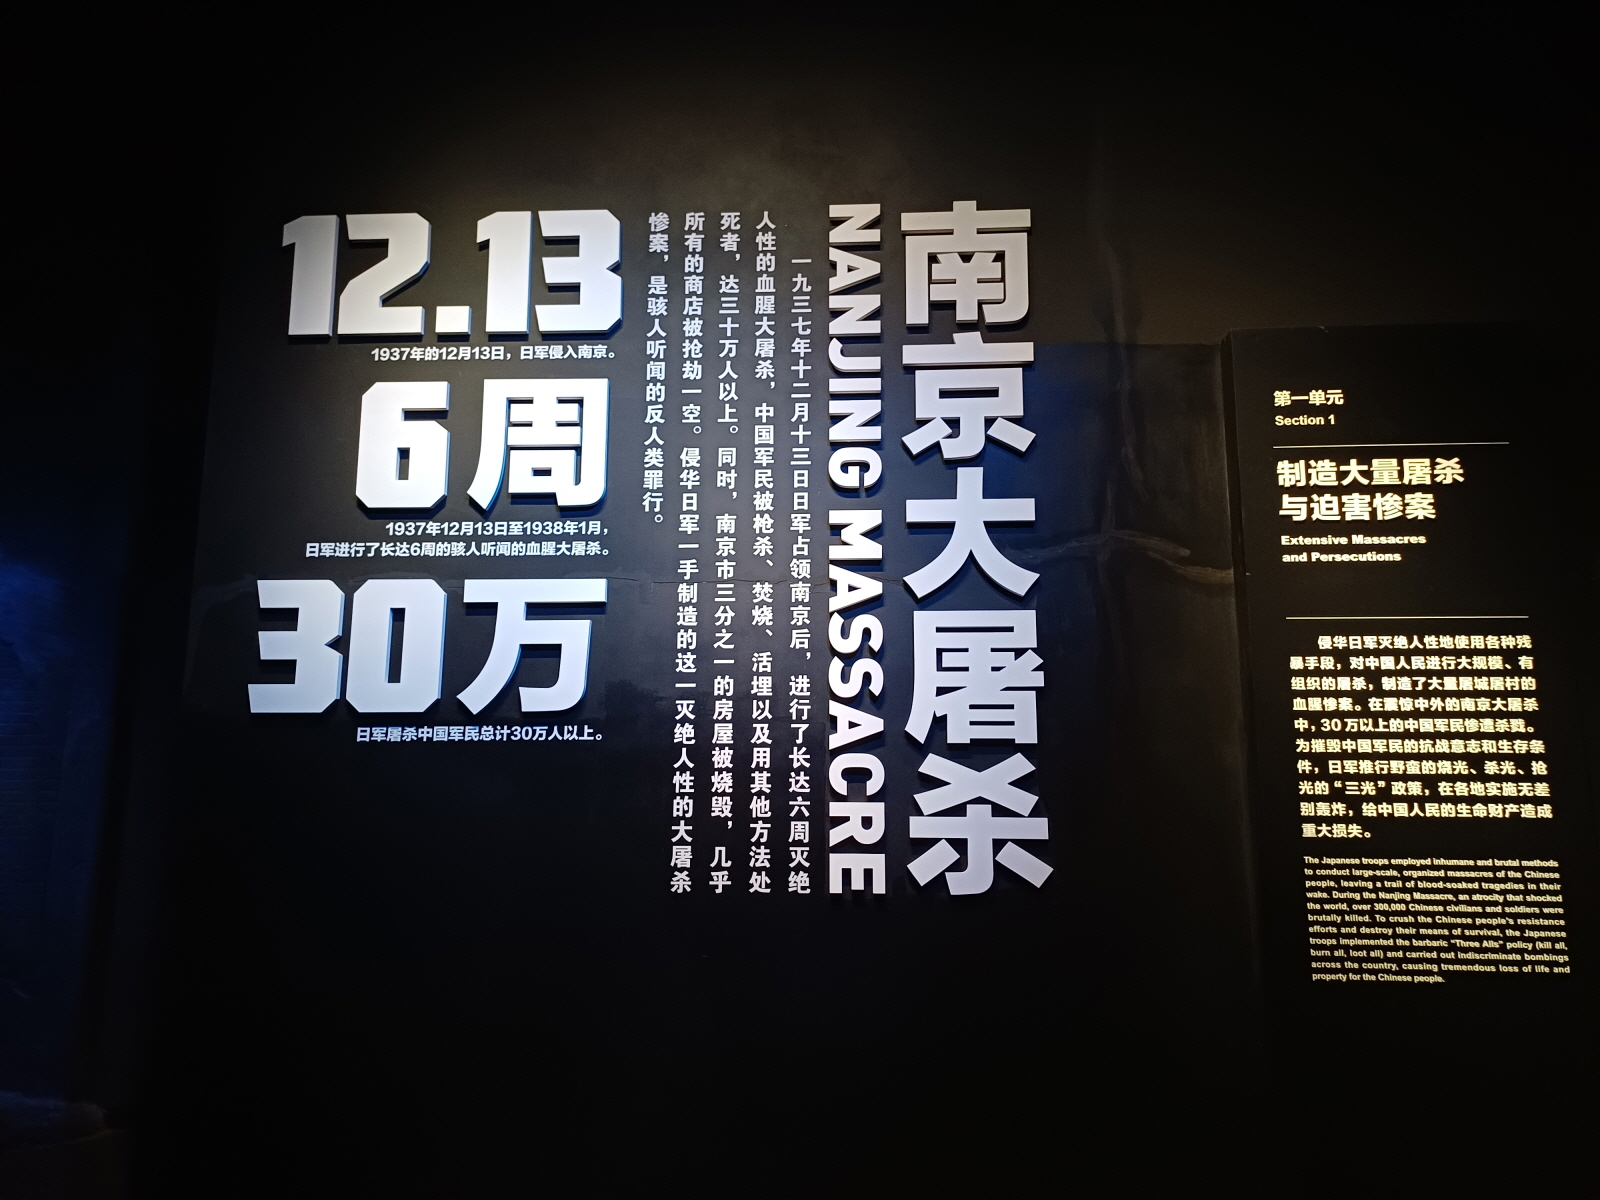 南京大屠杀
NANJING MASSACRE
一九三七年十二月十三日日军占领南京后，进行了长达六周灭绝
人性的血腥大屠杀，中国军民被枪杀、焚烧、活埋以及用其他方法处
死者，达三十万人以上。同时，南京市三分之一的房屋被烧毁，几乎
所有的商店被抢劫一空。侵华日军一手制造的这一灭绝人性的大屠杀
惨案，是骇人听闻的反人类罪行。
12.13
1937年的12月13日，日军侵入南京。
6周
1937年12月13日至1938年1月，
日军进行了长达6周的骇人听闻的血腥大屠杀。
30万
日军屠杀中国军民总计30万人以上。
第一单元
Section 1
制造大量屠杀
与迫害惨案
Extensive Massacres
and Persecutions
侵华日军灭绝人性地使用各种残
暴手段，对中国人民进行大规模、有
组织的屠杀，制造了大量屠城屠村的
血腥惨案。在震惊中外的南京大屠杀
中，30 万以上的中国军民惨遭杀戮。
为摧毁中国军民的抗战意志和生存条
件，日军推行野蛮的烧光、杀光、抢
光的“三光”政策，在各地实施无差
别轰炸，给中国人民的生命财产造成
重大损失。
The Japanese troops employed inhumane and brutal methods
to conduct large-scale, organized massacres of the Chinese
people, leaving a trail of blood-soaked tragedies in their
wake. During the Nanjing Massacre, an atrocity that shocked
the world, over 300,000 Chinese civilians and soldiers were
brutally killed. To crush the Chinese people's resistance
efforts and destroy their means of survival, the Japanese
troops implemented the barbaric "Three Alls" policy (kill all,
burn all, loot all) and carried out indiscriminate bombings
across the country, causing tremendous loss of life and
property for the Chinese people.